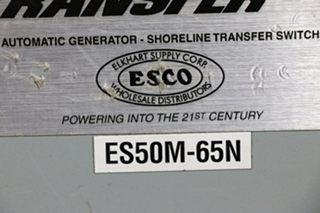 TRANSFER
AUTOMATIC GENERATOR - SHORELINE TRANSFER SWITCH
ELKHART SUPPLY CORP.
ESCO
WHOLESALE DISTRIBUTORS
POWERING INTO THE 21ST CENTURY
ES50M-65N